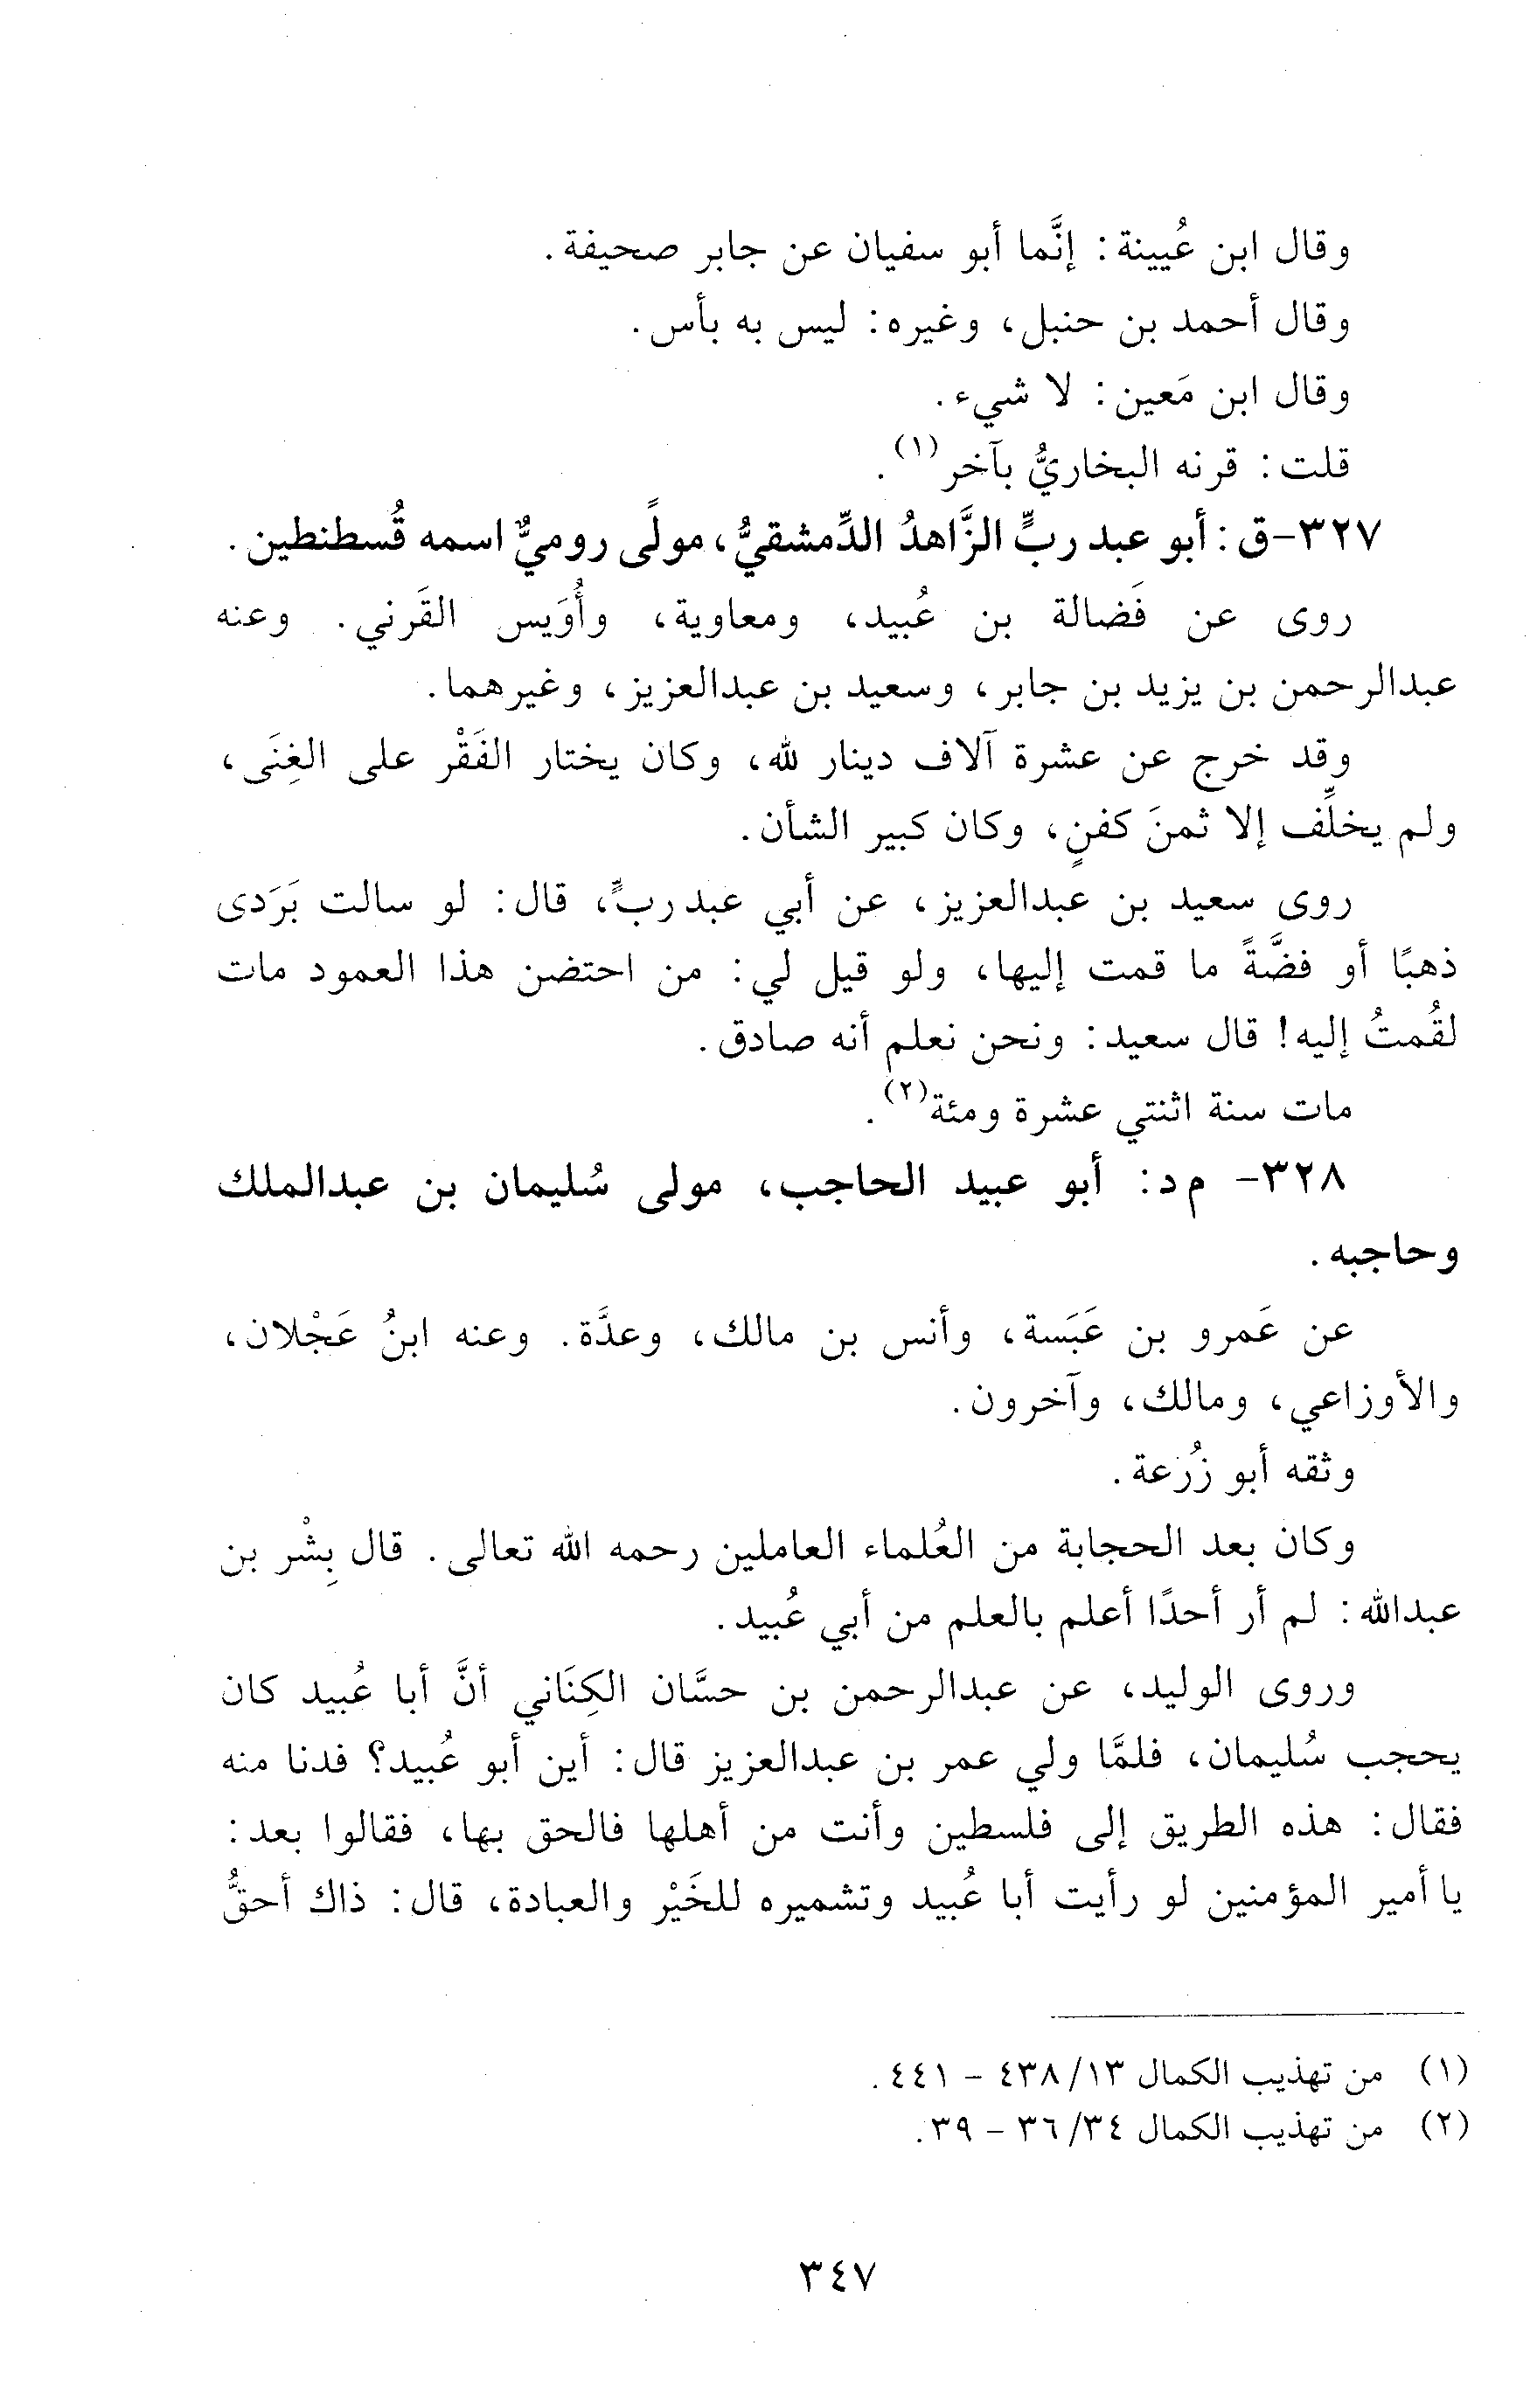 وقال ابن عُيينة: إنَّما أبو سفيان عن جابر صحيفة.
وقال أحمد بن حنبل، وغيره: ليس به بأس.
وقال ابن مَعين: لا شيء.
قلت: قرنه البخاريُّ بآخر(١).
٣٢٧-ق: أبو عبد ربٍّ الزَّاهدُ الدِّمشقيُّ، مولًى روميٌّ اسمه قُسطنطين.
روى عن فَضالة بن عُبيد، ومعاوية، وأُوَيس القَرني. وعنه
عبدالرحمن بن يزيد بن جابر، وسعيد بن عبدالعزيز، وغيرهما.
وقد خرج عن عشرة آلاف دينار لله، وكان يختار الفَقْر على الغِنَى،
ولم يخلِّف إلا ثمنَ كفنٍ، وكان كبير الشأن.
روى سعيد بن عبدالعزيز، عن أبي عبد ربٍّ، قال: لو سالت بَرَدى
ذهبًا أو فضَّةً ما قمت إليها، ولو قيل لي: من احتضن هذا العمود مات
لقُمتُ إليه! قال سعيد: ونحن نعلم أنه صادق.
مات سنة اثنتي عشرة ومئة(٢).
٣٢٨- م د: أبو عبيد الحاجب، مولى سُليمان بن عبدالملك
وحاجبه.
عن عَمرو بن عَبَسة، وأنس بن مالك، وعدَّة. وعنه ابنُ عَجْلان،
والأوزاعي، ومالك، وآخرون.
وثقه أبو زُرعة.
وكان بعد الحجابة من العُلماء العاملين رحمه الله تعالى. قال بِشْر بن
عبدالله: لم أر أحدًا أعلم بالعلم من أبي عُبيد.
وروى الوليد، عن عبدالرحمن بن حسَّان الكِنَاني أنَّ أبا عُبيد كان
يحجب سُليمان، فلمَّا ولي عمر بن عبدالعزيز قال: أين أبو عُبيد؟ فدنا منه
فقال: هذه الطريق إلى فلسطين وأنت من أهلها فالحق بها، فقالوا بعد:
يا أمير المؤمنين لو رأيت أبا عُبيد وتشميره للخَيْر والعبادة، قال: ذاك أحقُّ
(١) من تهذيب الكمال ١٣/ ٤٣٨ - ٤٤١.
(٢) من تهذيب الكمال ٣٤/ ٣٦ - ٣٩.
٣٤٧